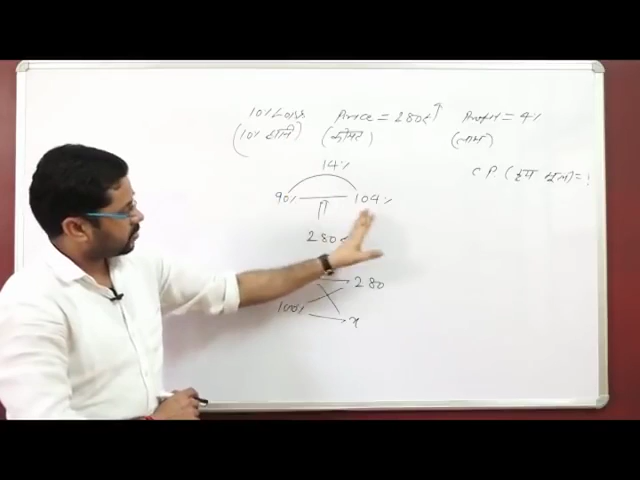 10% Loss Price = 280₹↑ Profit = 4%
(10% हानि) (कीमत) (लाभ)
CP (क्रय मूल्य) = ?
14%
90% 104%
280₹
280
100% x